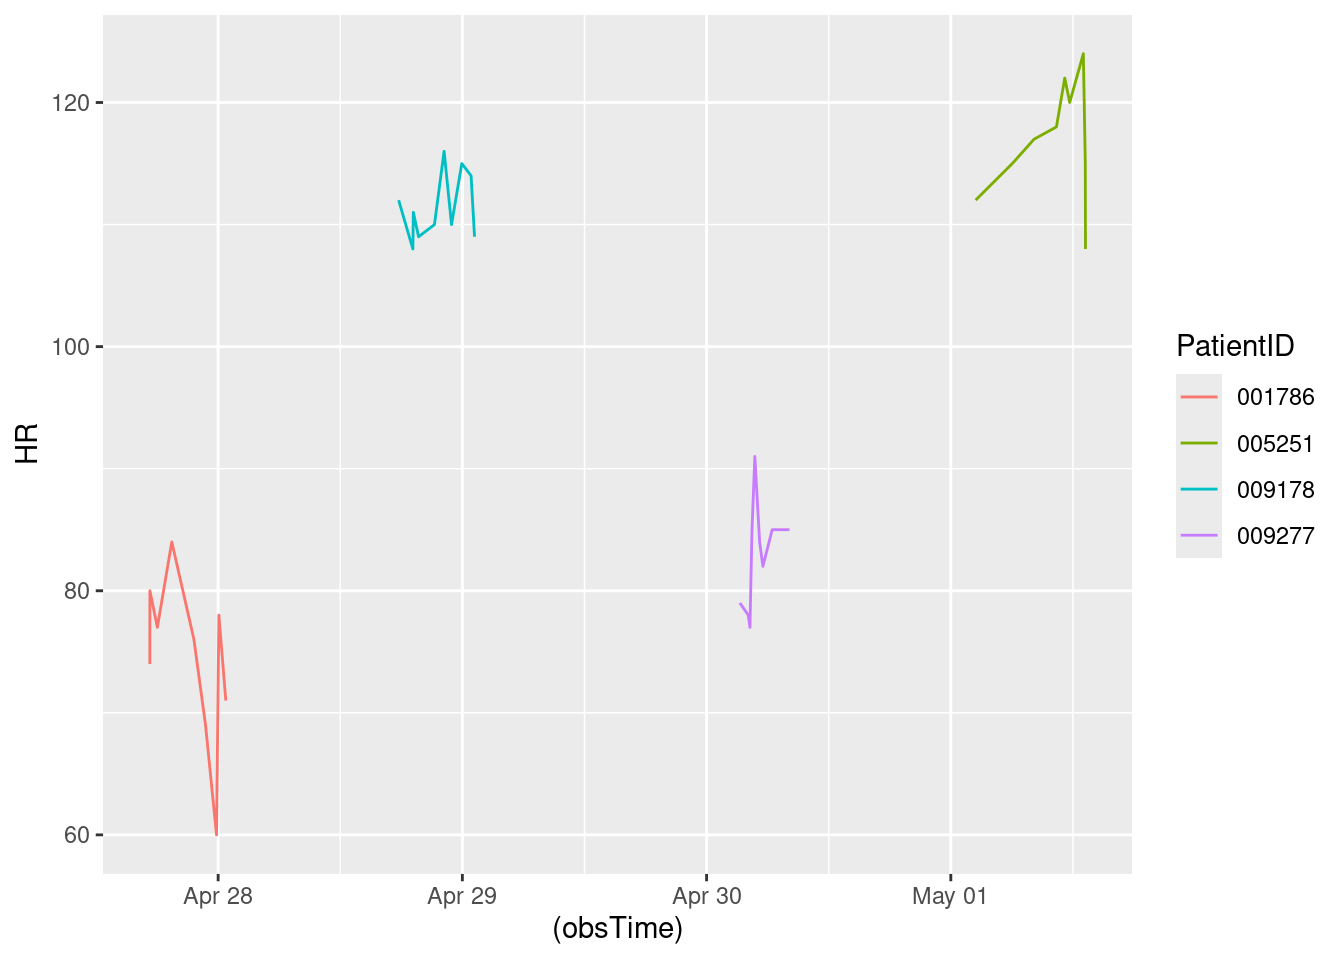 120
100
80
60
HR
Apr 28
Apr 29
Apr 30
May 01
(obsTime)
PatientID
001786
005251
009178
009277